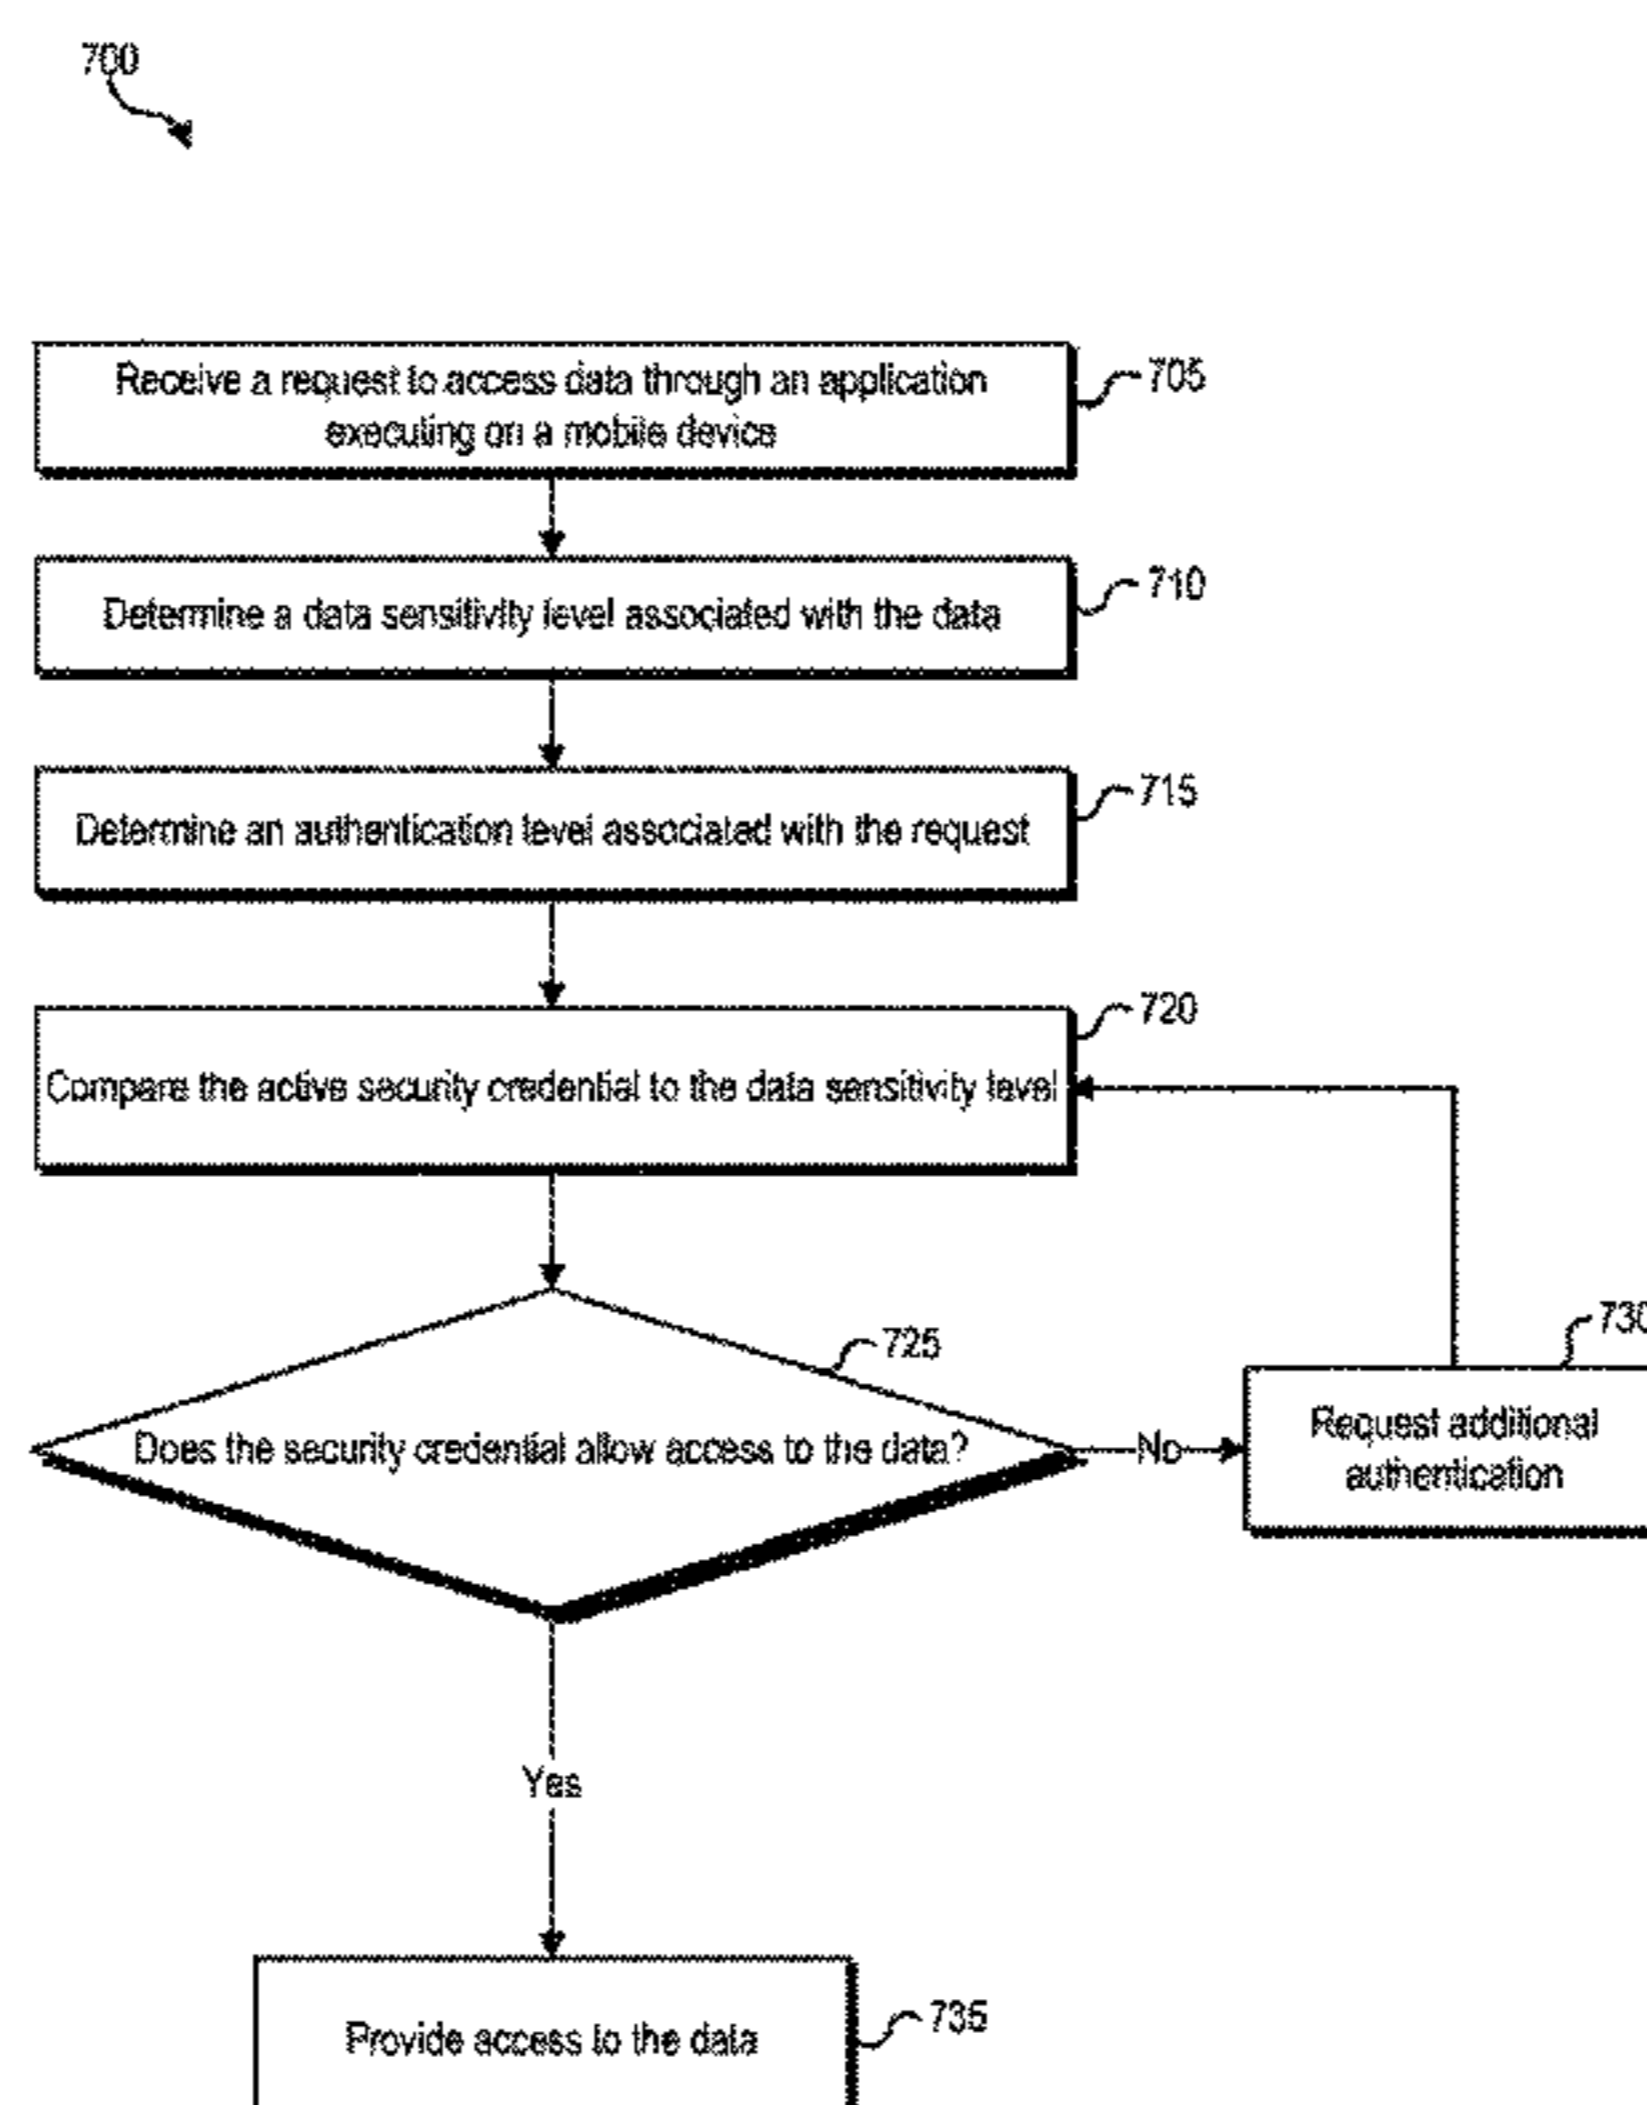 700
Receive a request to access data through an application
executing on a mobile device
705
Determine a data sensitivity level associated with the data
710
Determine an authentication level associated with the request
715
Compare the active security credential to the data sensitivity level
720
Does the security credential allow access to the data?
725
No
Request additional
authentication
730
Yes
Provide access to the data
735